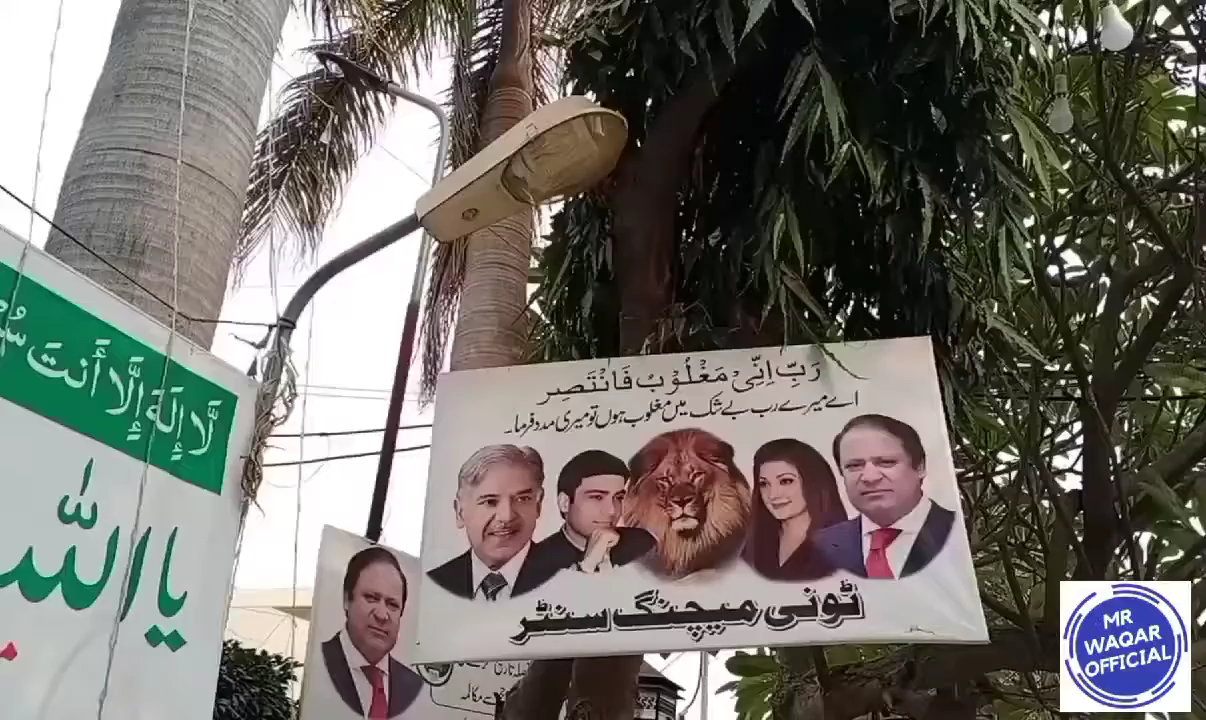 لَّا إِلَهَ إِلَّا أَنتَ
یا اللہ
رَبِّ اِنِّیْ مَغْلُوْبٌ فَانْتَصِرْ
اے میرے رب بے شک میں مغلوب ہوں تو میری مدد فرما۔
ٹونی میچنگ سنٹر
MR
WAQAR
OFFICIAL